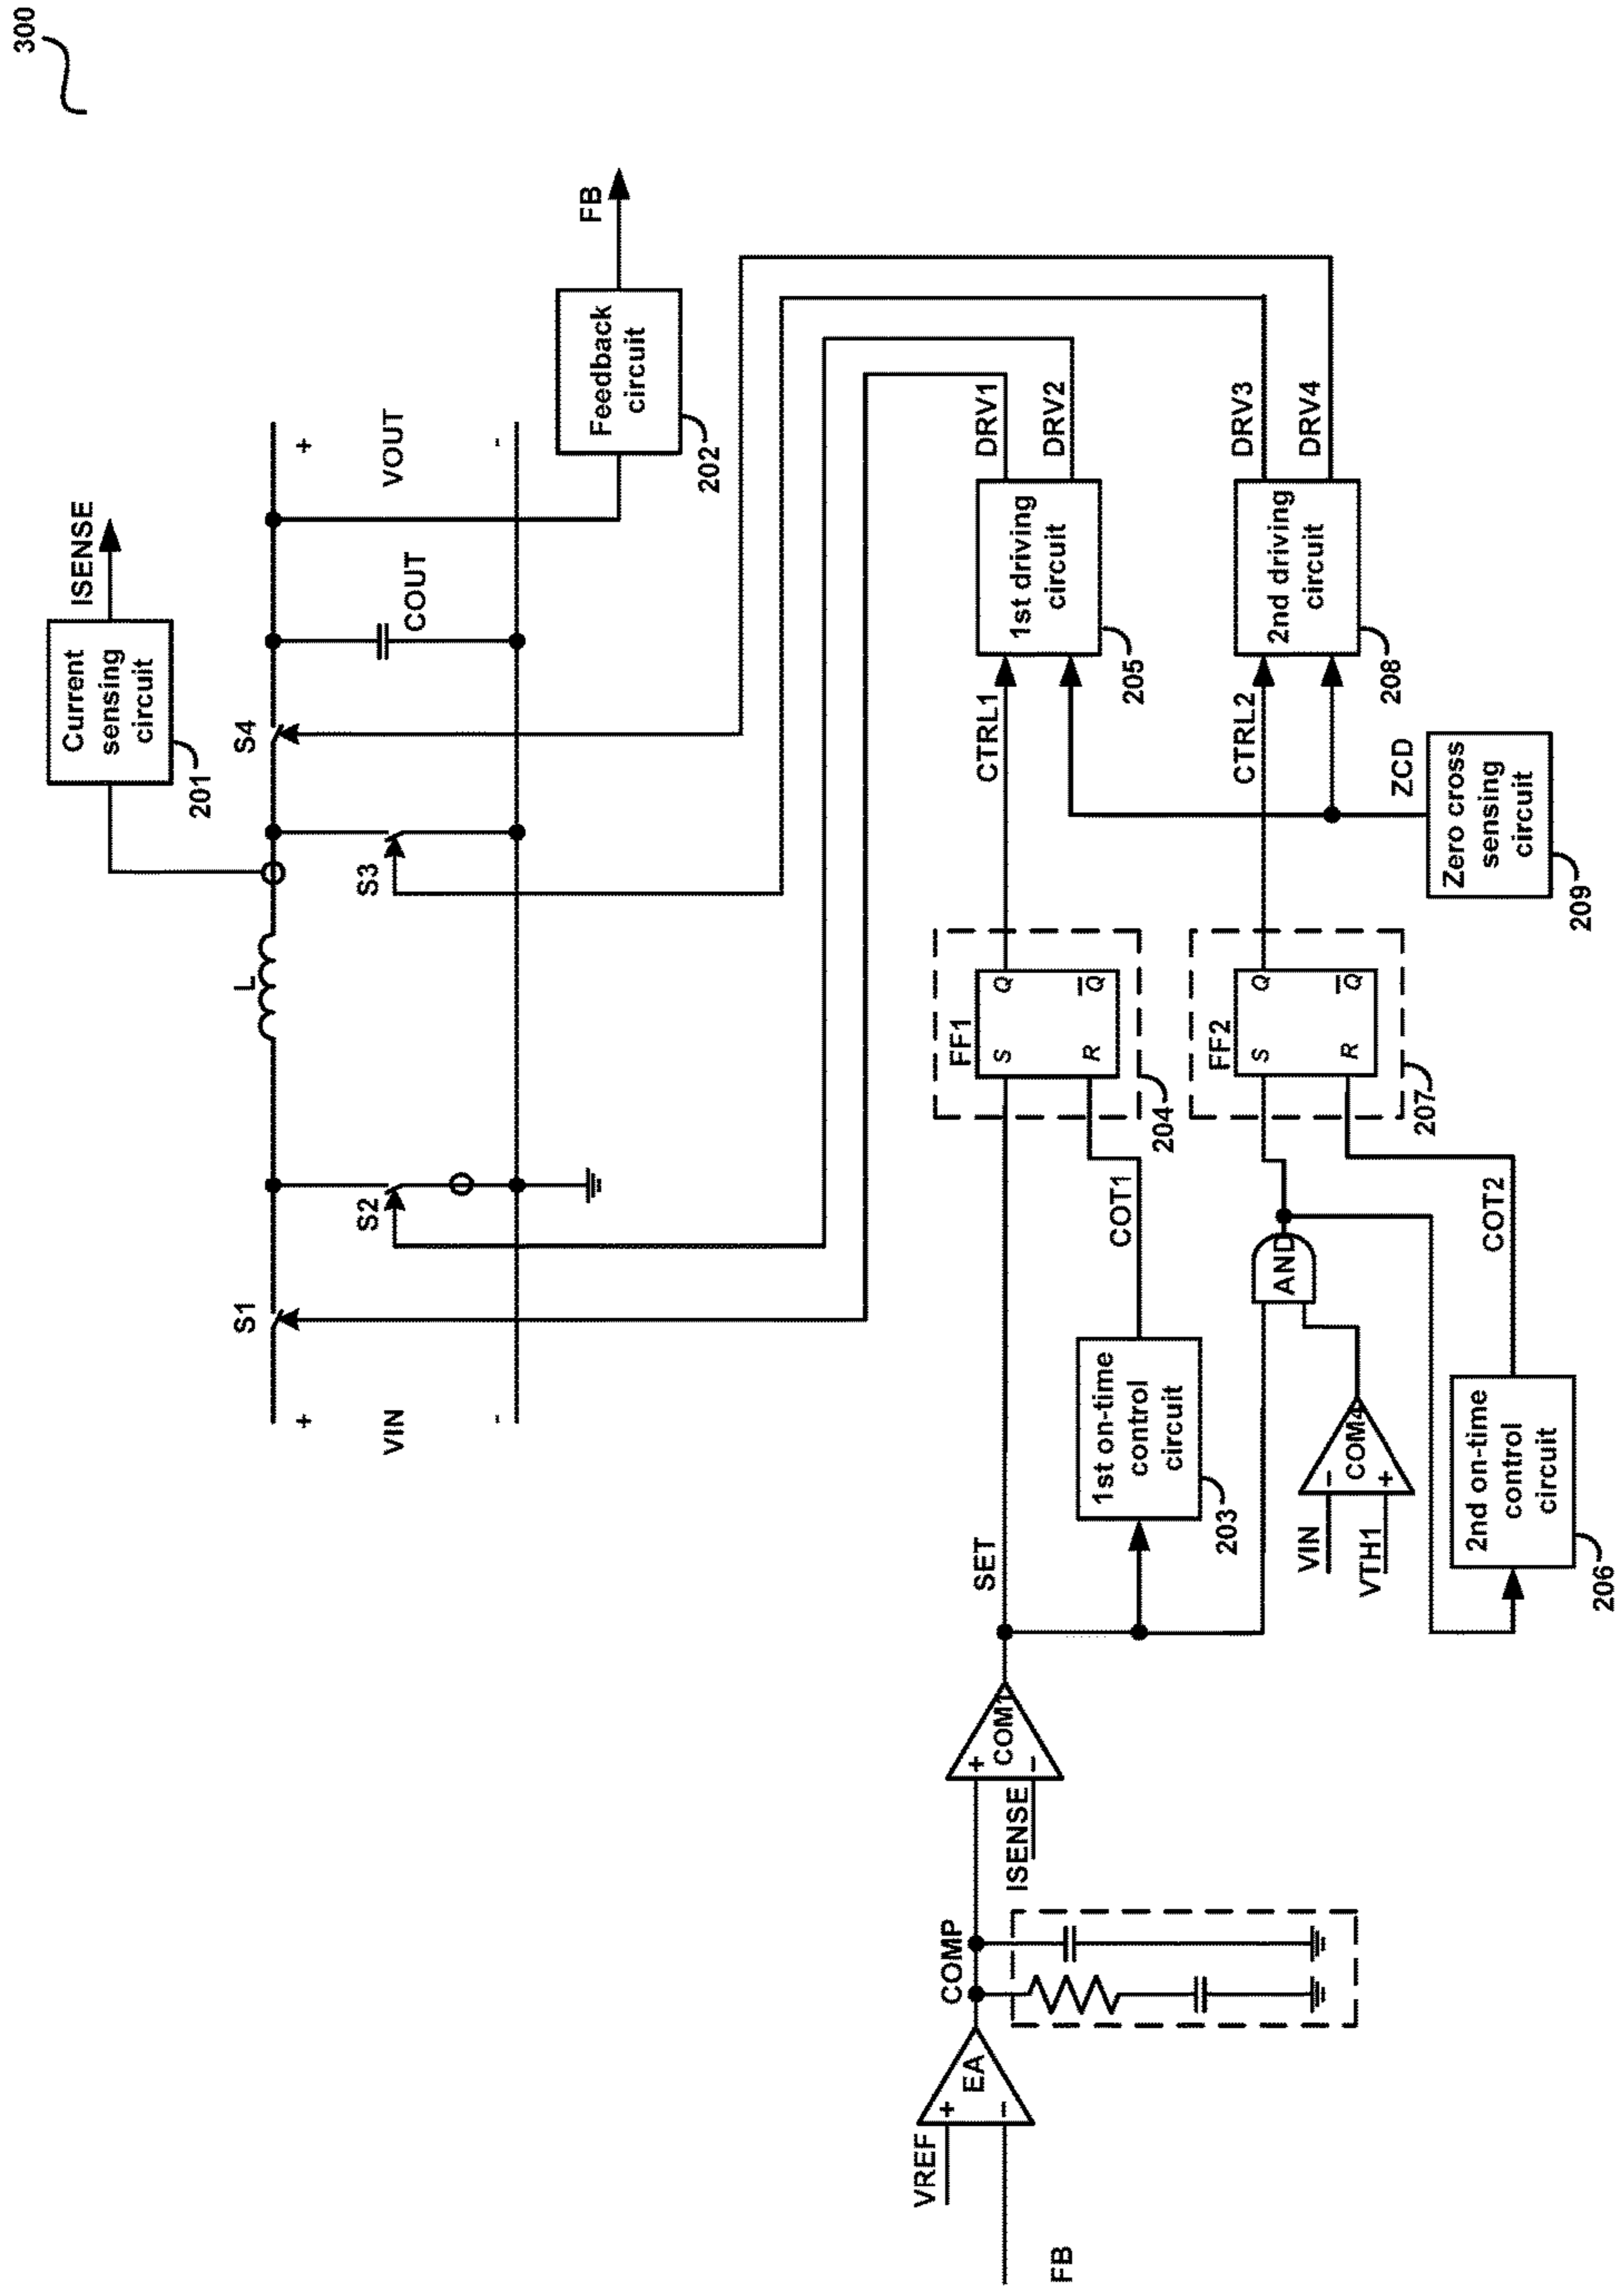 300
Current
sensing
circuit
201
ISENSE
S1
L
S4
+
VIN
-
S2
S3
COUT
+
VOUT
-
Feedback
circuit
202
FB
VREF
FB
+
-
EA
COMP
ISENSE
+
-
COM1
SET
1st on-time
control
circuit
203
COT1
FF1
S
Q
R
Q
204
CTRL1
1st driving
circuit
205
DRV1
DRV2
VIN
VTH1
-
+
COM4
AND
2nd on-time
control
circuit
206
COT2
FF2
S
Q
R
Q
207
CTRL2
2nd driving
circuit
208
DRV3
DRV4
ZCD
Zero cross
sensing
circuit
209